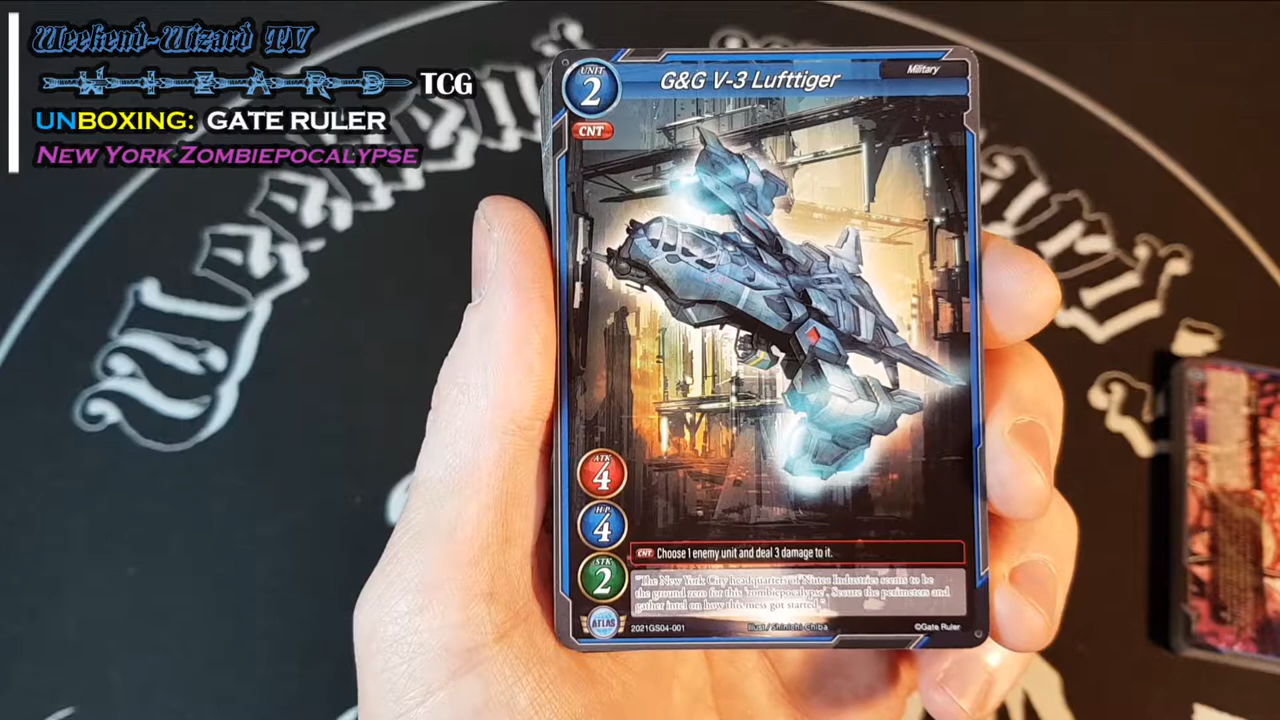 Weekend-Wizard TV
WIZARD TCG
UNBOXING: GATE RULER
NEW YORK ZOMBIEPOCALYPSE
UNIT
2
G&G V-3 Lufttiger
Military
CNT
ATK
4
HP
4
STK
2
CNT Choose 1 enemy unit and deal 3 damage to it.
"The New York City headquarters of Nutec Industries seems to be
the ground zero for this 'zombiepocalypse'. Secure the perimeters and
gather intel on how this mess got started."
ATLAS
2021GS04-001
Illust./Shinichi Chiba
©Gate Ruler